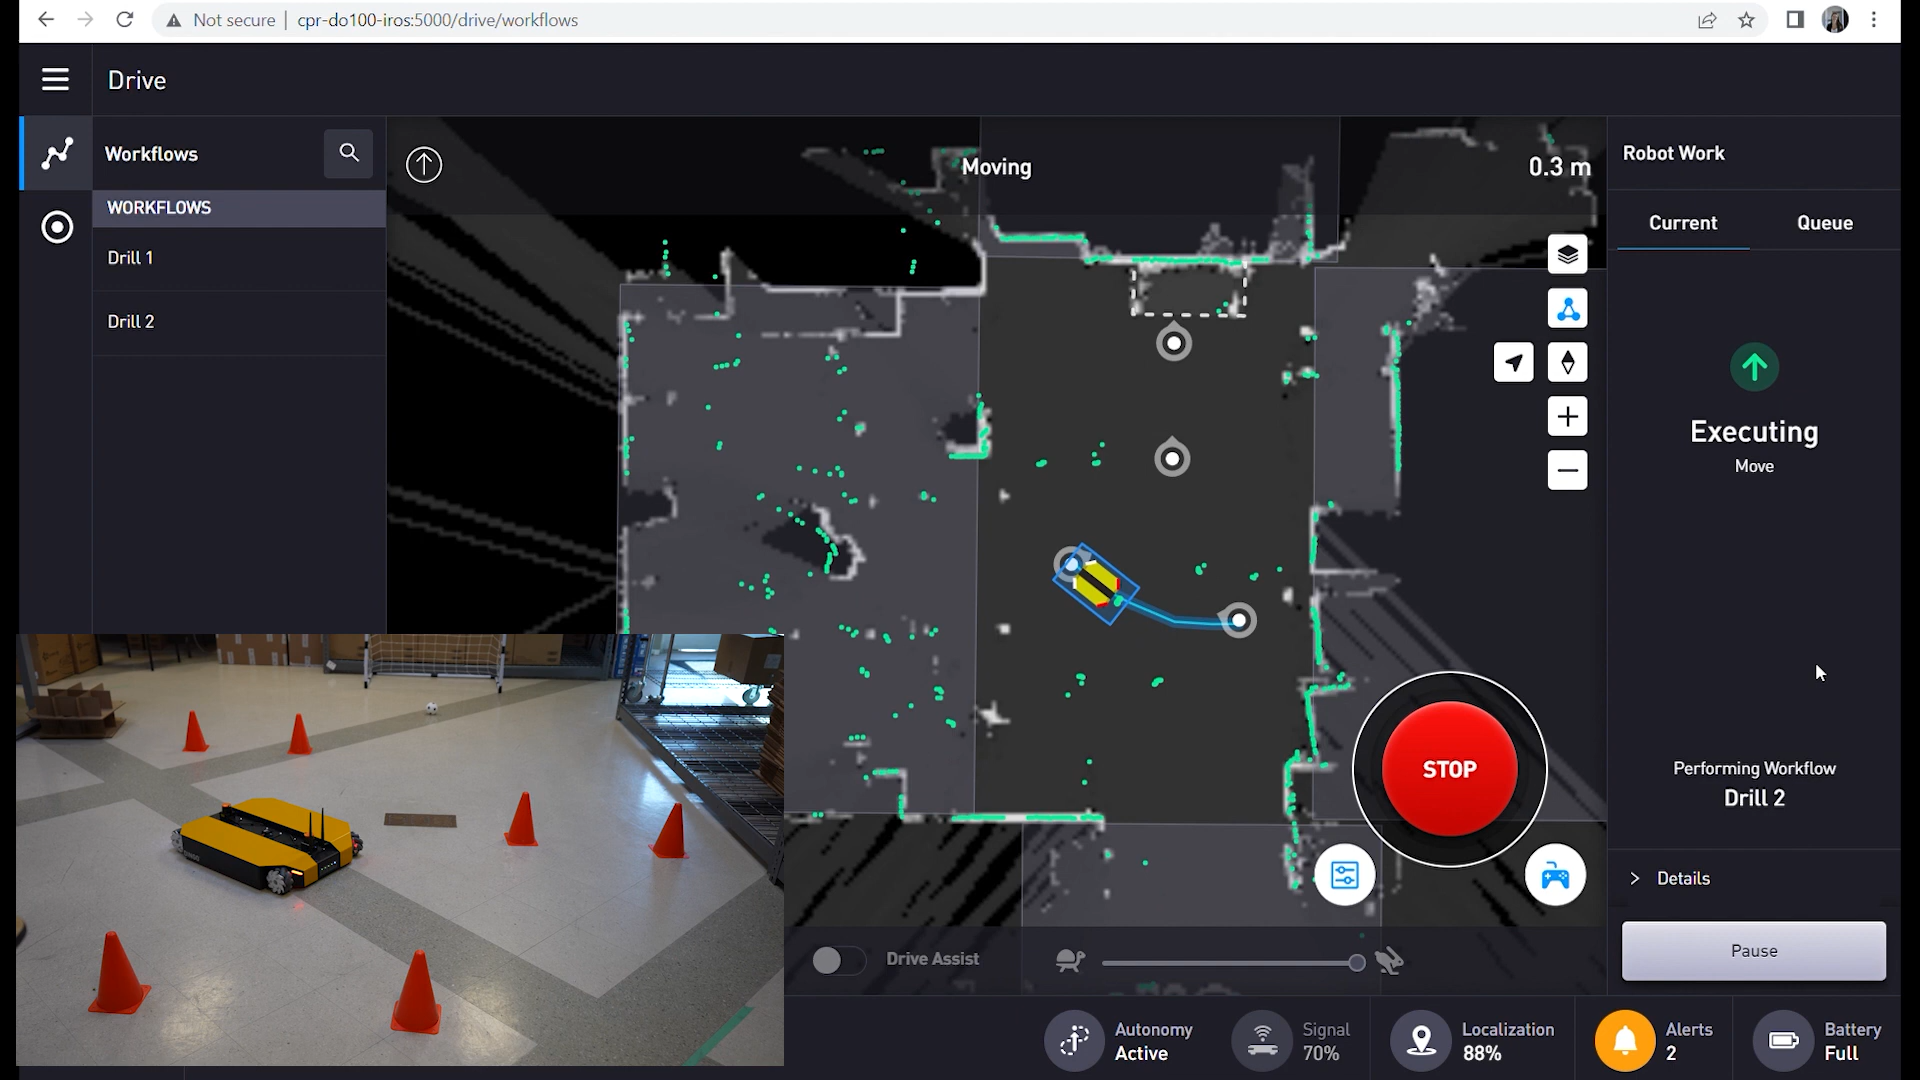 Not secure
cpr-do100-iros:5000/drive/workflows
Drive
Workflows
WORKFLOWS
Drill 1
Drill 2
Moving
0.3 m
Robot Work
Current
Queue
Executing
Move
STOP
Performing Workflow
Drill 2
Details
Drive Assist
Pause
Autonomy
Active
Signal
70%
Localization
88%
Alerts
2
Battery
Full